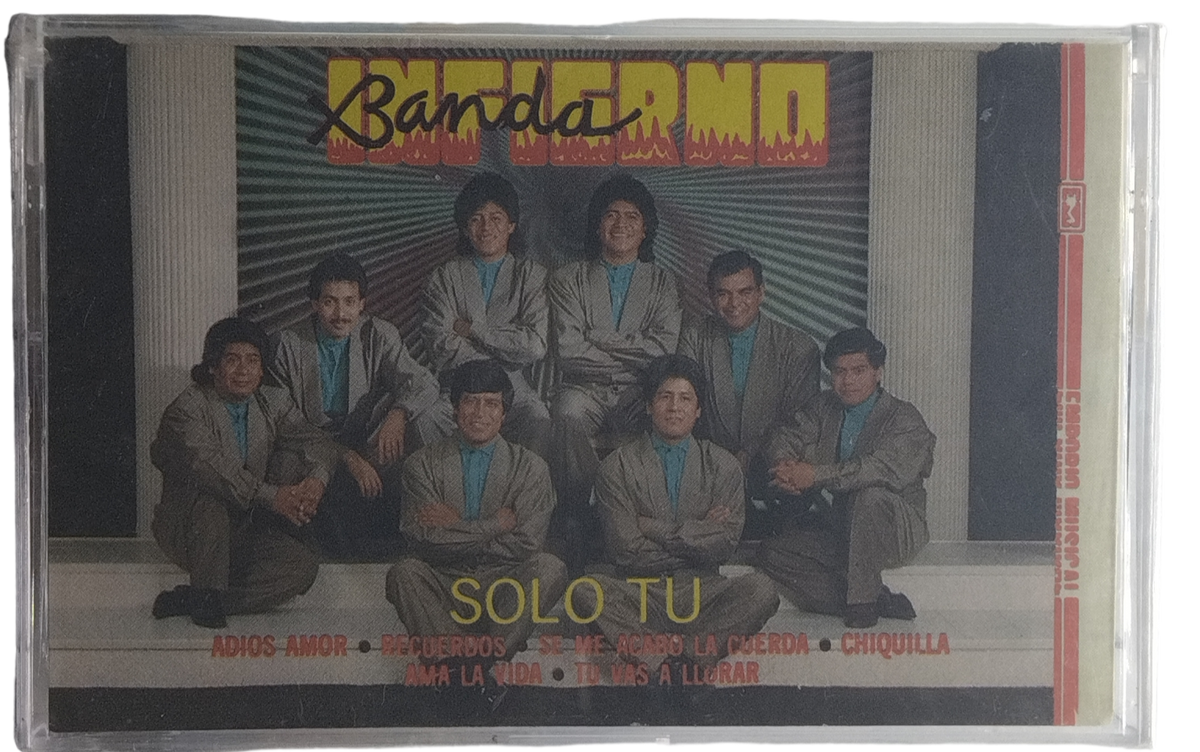 Banda
INFIERNO
SOLO TU
ADIOS AMOR • RECUERDOS • SE ME ACABO LA CUERDA • CHIQUILLA
AMA LA VIDA • TU VAS A LLORAR
MUSICAL